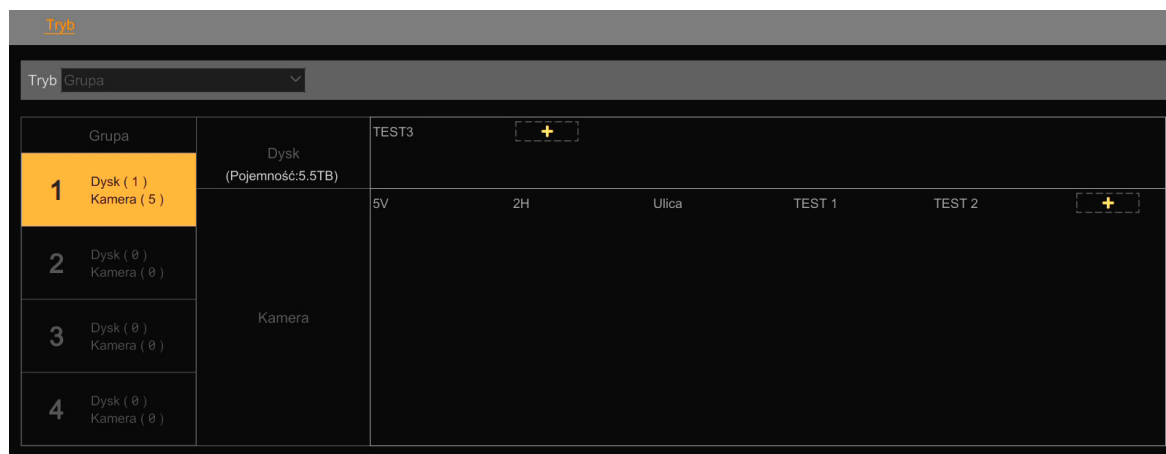 Tryb
Tryb Grupa
Grupa
1 Dysk ( 1 )
Kamera ( 5 )
2 Dysk ( 0 )
Kamera ( 0 )
3 Dysk ( 0 )
Kamera ( 0 )
4 Dysk ( 0 )
Kamera ( 0 )
Dysk
(Pojemność:5.5TB)
TEST3 +
Kamera
5V 2H Ulica TEST 1 TEST 2 +